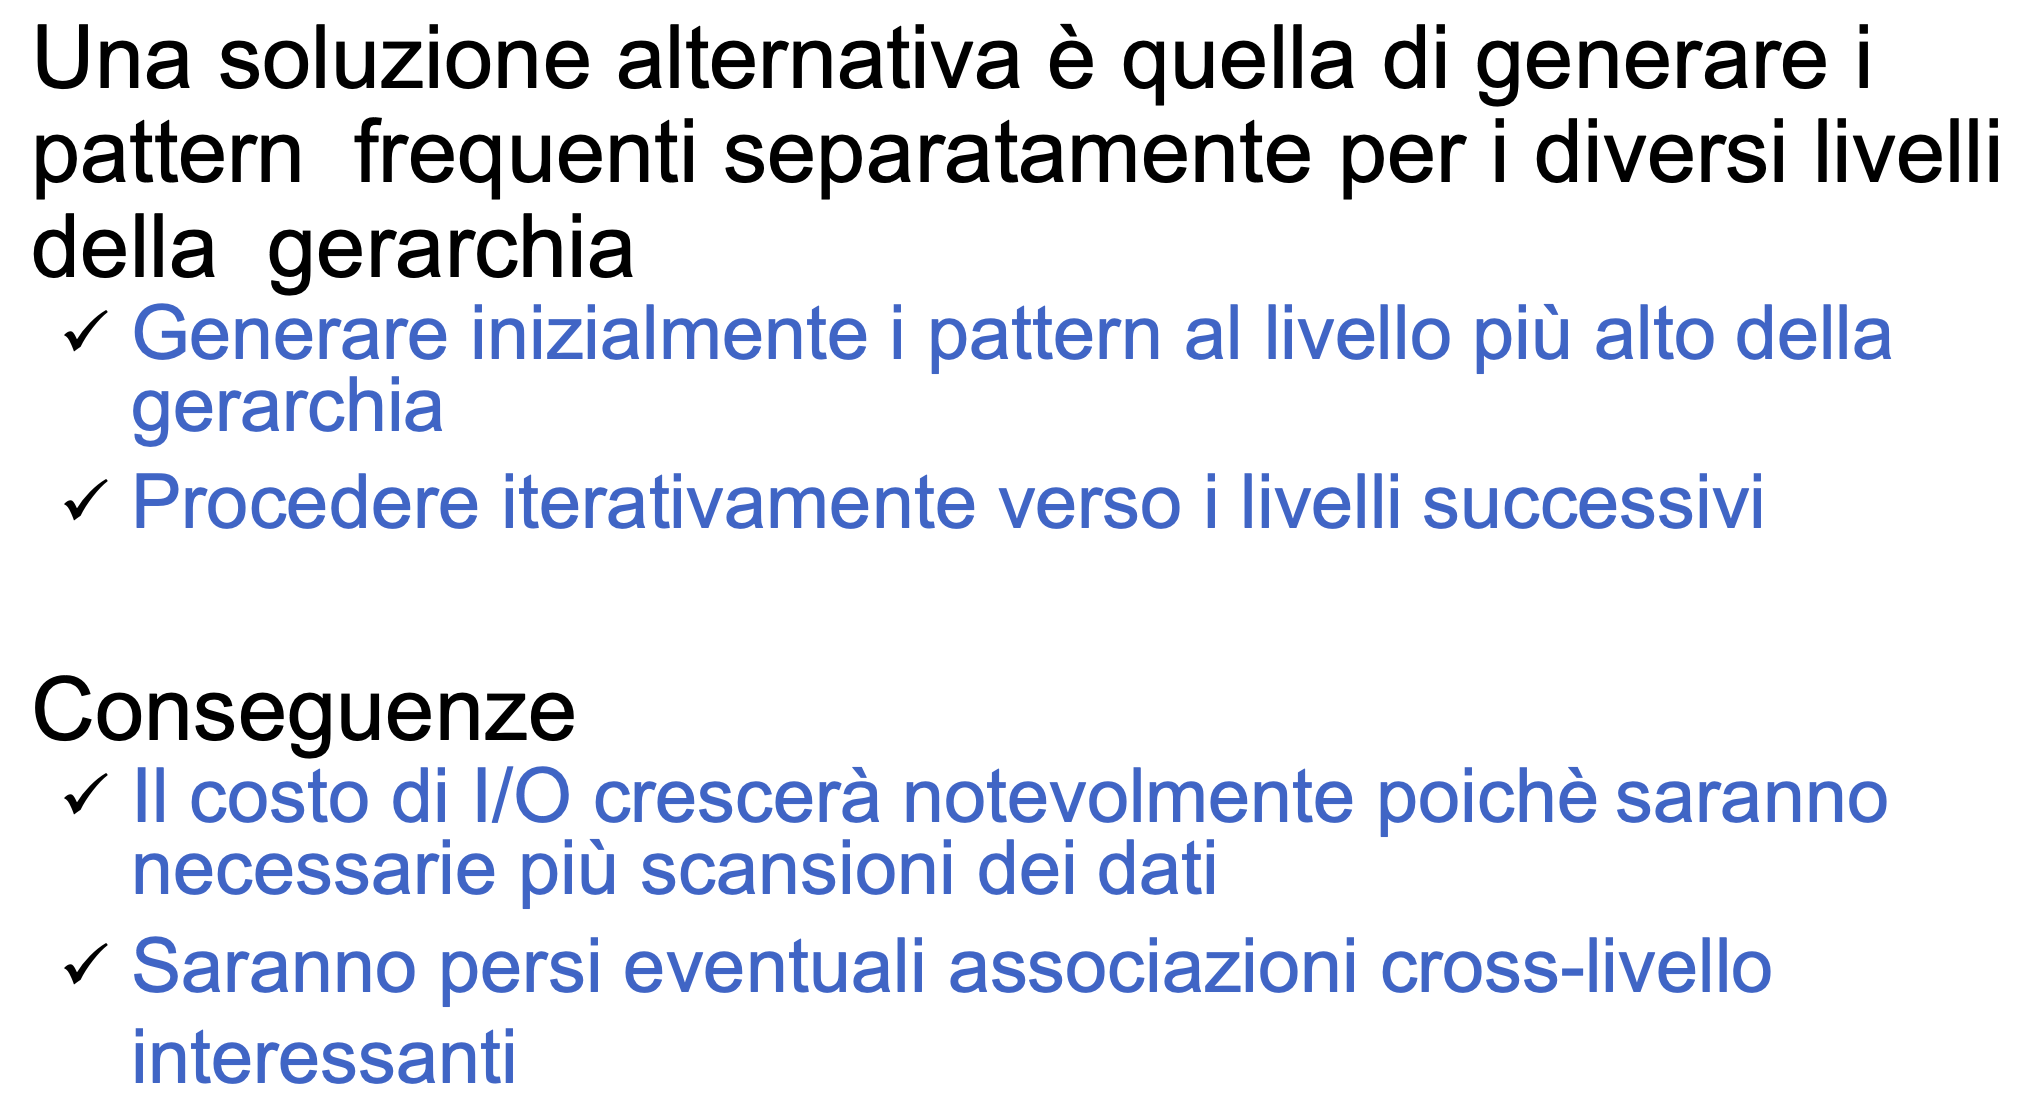 Una soluzione alternativa è quella di generare i
pattern  frequenti separatamente per i diversi livelli
della  gerarchia
✓ Generare inizialmente i pattern al livello più alto della
gerarchia
✓ Procedere iterativamente verso i livelli successivi
Conseguenze
✓ Il costo di I/O crescerà notevolmente poichè saranno
necessarie più scansioni dei dati
✓ Saranno persi eventuali associazioni cross-livello
interessanti